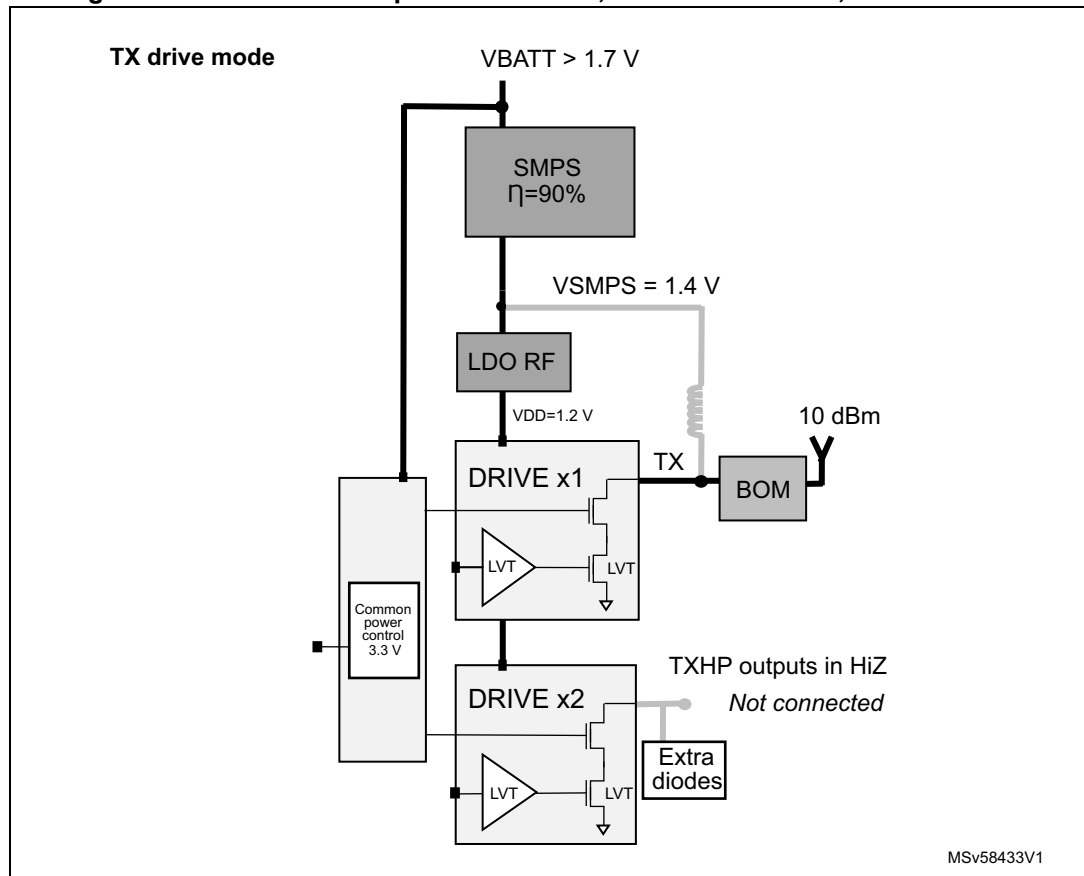 TX drive mode
VBATT > 1.7 V
SMPS
η=90%
VSMPS = 1.4 V
LDO RF
VDD=1.2 V
10 dBm
DRIVE x1
TX
BOM
LVT
LVT
Common
power
control
3.3 V
TXHP outputs in HiZ
DRIVE x2
Not connected
Extra
diodes
LVT
LVT
MSv58433V1